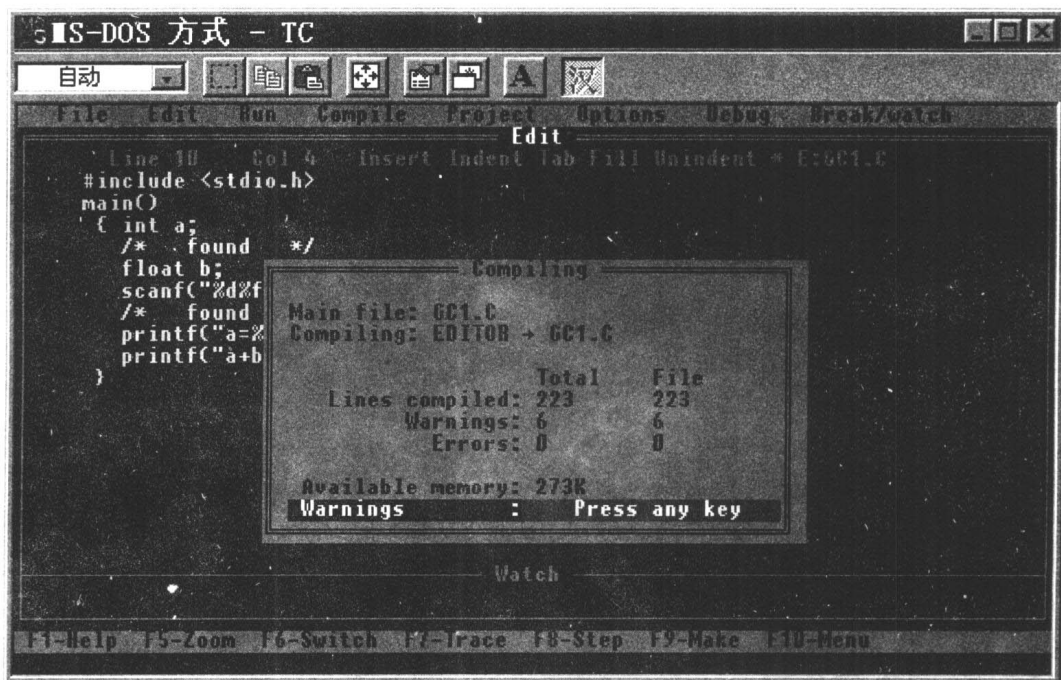 MS-DOS 方式 - TC
自动 A 汉
File Edit Run Compile Project Options Debug Break/watch
Edit
Line 10 Col 4 Insert Indent Tab Fill Unindent * E:GC1.C
#include <stdio.h>
main()
{ int a;
/* found */
float b;
scanf("%d%f
/* found
printf("a=%
printf("a+b
}
Compiling
Main file: GC1.C
Compiling: EDITOR → GC1.C
Total File
Lines compiled: 223 223
Warnings: 6 6
Errors: 0 0
Available memory: 273K
Warnings : Press any key
Watch
F1-Help F5-Zoom F6-Switch F7-Trace F8-Step F9-Make F10-Menu